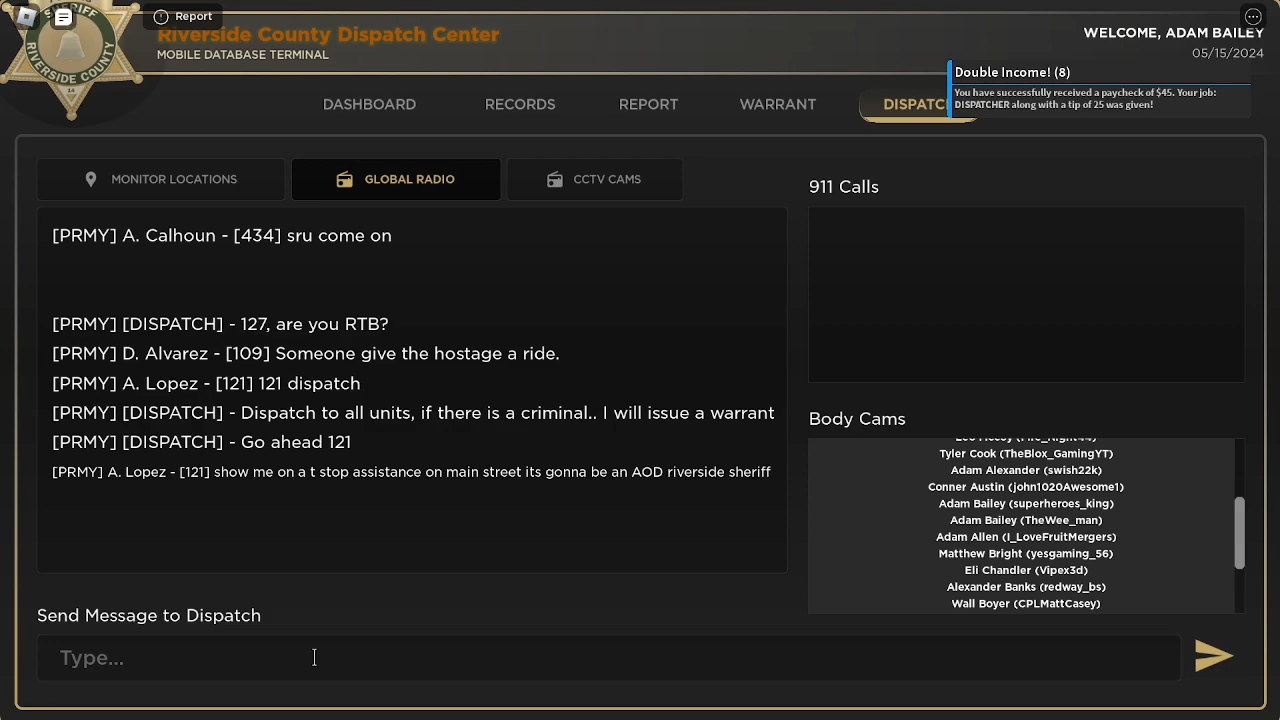 Report
Riverside County Dispatch Center
MOBILE DATABASE TERMINAL
SHERIFF
RIVERSIDE COUNTY
WELCOME, ADAM BAILEY
05/15/2024
Double Income! (8)
You have successfully received a paycheck of $45. Your job:
DISPATCHER along with a tip of 25 was given!
DASHBOARD
RECORDS
REPORT
WARRANT
DISPATCH
MONITOR LOCATIONS
GLOBAL RADIO
CCTV CAMS
[PRMY] A. Calhoun - [434] sru come on
[PRMY] [DISPATCH] - 127, are you RTB?
[PRMY] D. Alvarez - [109] Someone give the hostage a ride.
[PRMY] A. Lopez - [121] 121 dispatch
[PRMY] [DISPATCH] - Dispatch to all units, if there is a criminal.. I will issue a warrant
[PRMY] [DISPATCH] - Go ahead 121
[PRMY] A. Lopez - [121] show me on a t stop assistance on main street its gonna be an AOD riverside sheriff
911 Calls
Body Cams
Tyler Cook (TheBlox_GamingYT)
Adam Alexander (swish22k)
Conner Austin (john1020Awesome1)
Adam Bailey (superheroes_king)
Adam Bailey (TheWee_man)
Adam Allen (I_LoveFruitMergers)
Matthew Bright (yesgaming_56)
Eli Chandler (Vipex3d)
Alexander Banks (redway_bs)
Wall Boyer (CPLMattCasey)
Send Message to Dispatch
Type...